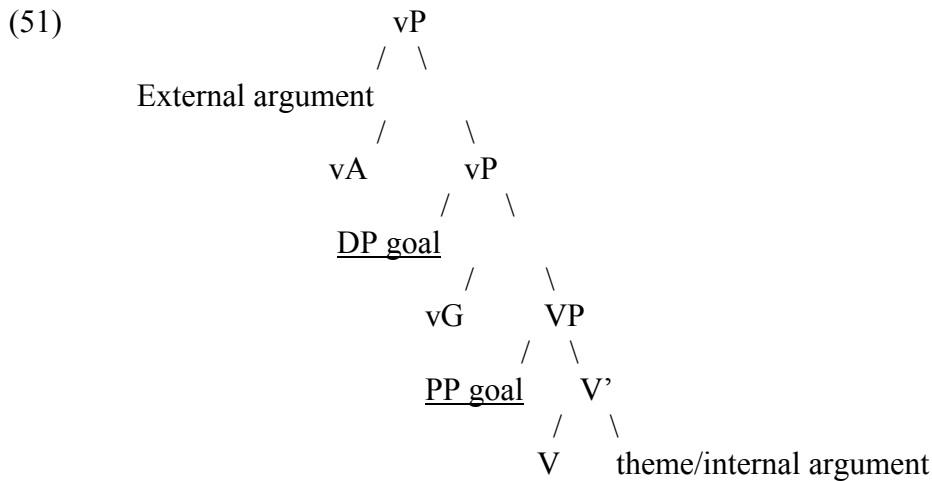 (51) vP
External argument
vA vP
DP goal
vG VP
PP goal V’
V theme/internal argument